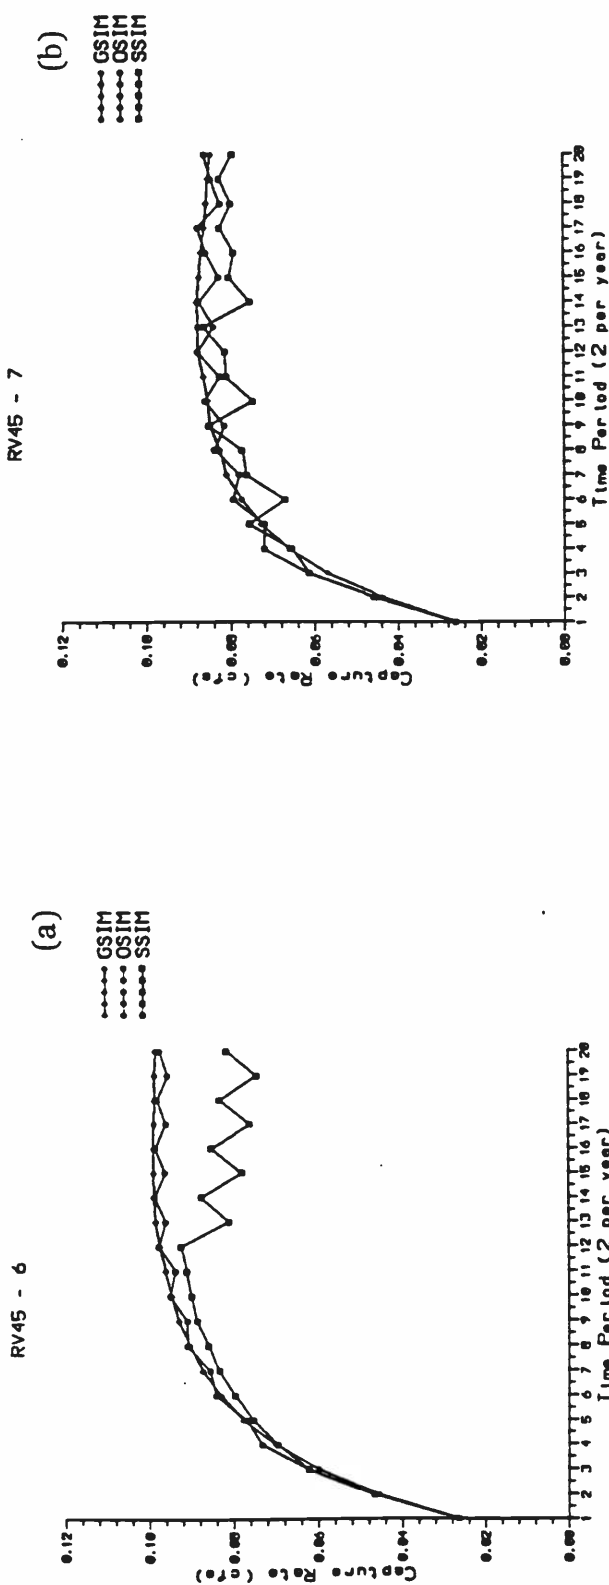 RV45 - 6
(a)
GSIM
OSIM
SSIM
0.12
0.10
0.08
0.06
0.04
0.02
0.00
Capture Rate (cfs)
1 2 3 4 5 6 7 8 9 10 11 12 13 14 15 16 17 18 19 20
Time Period (2 per year)
RV45 - 7
(b)
GSIM
OSIM
SSIM
0.12
0.10
0.08
0.06
0.04
0.02
0.00
Capture Rate (cfs)
1 2 3 4 5 6 7 8 9 10 11 12 13 14 15 16 17 18 19 20
Time Period (2 per year)